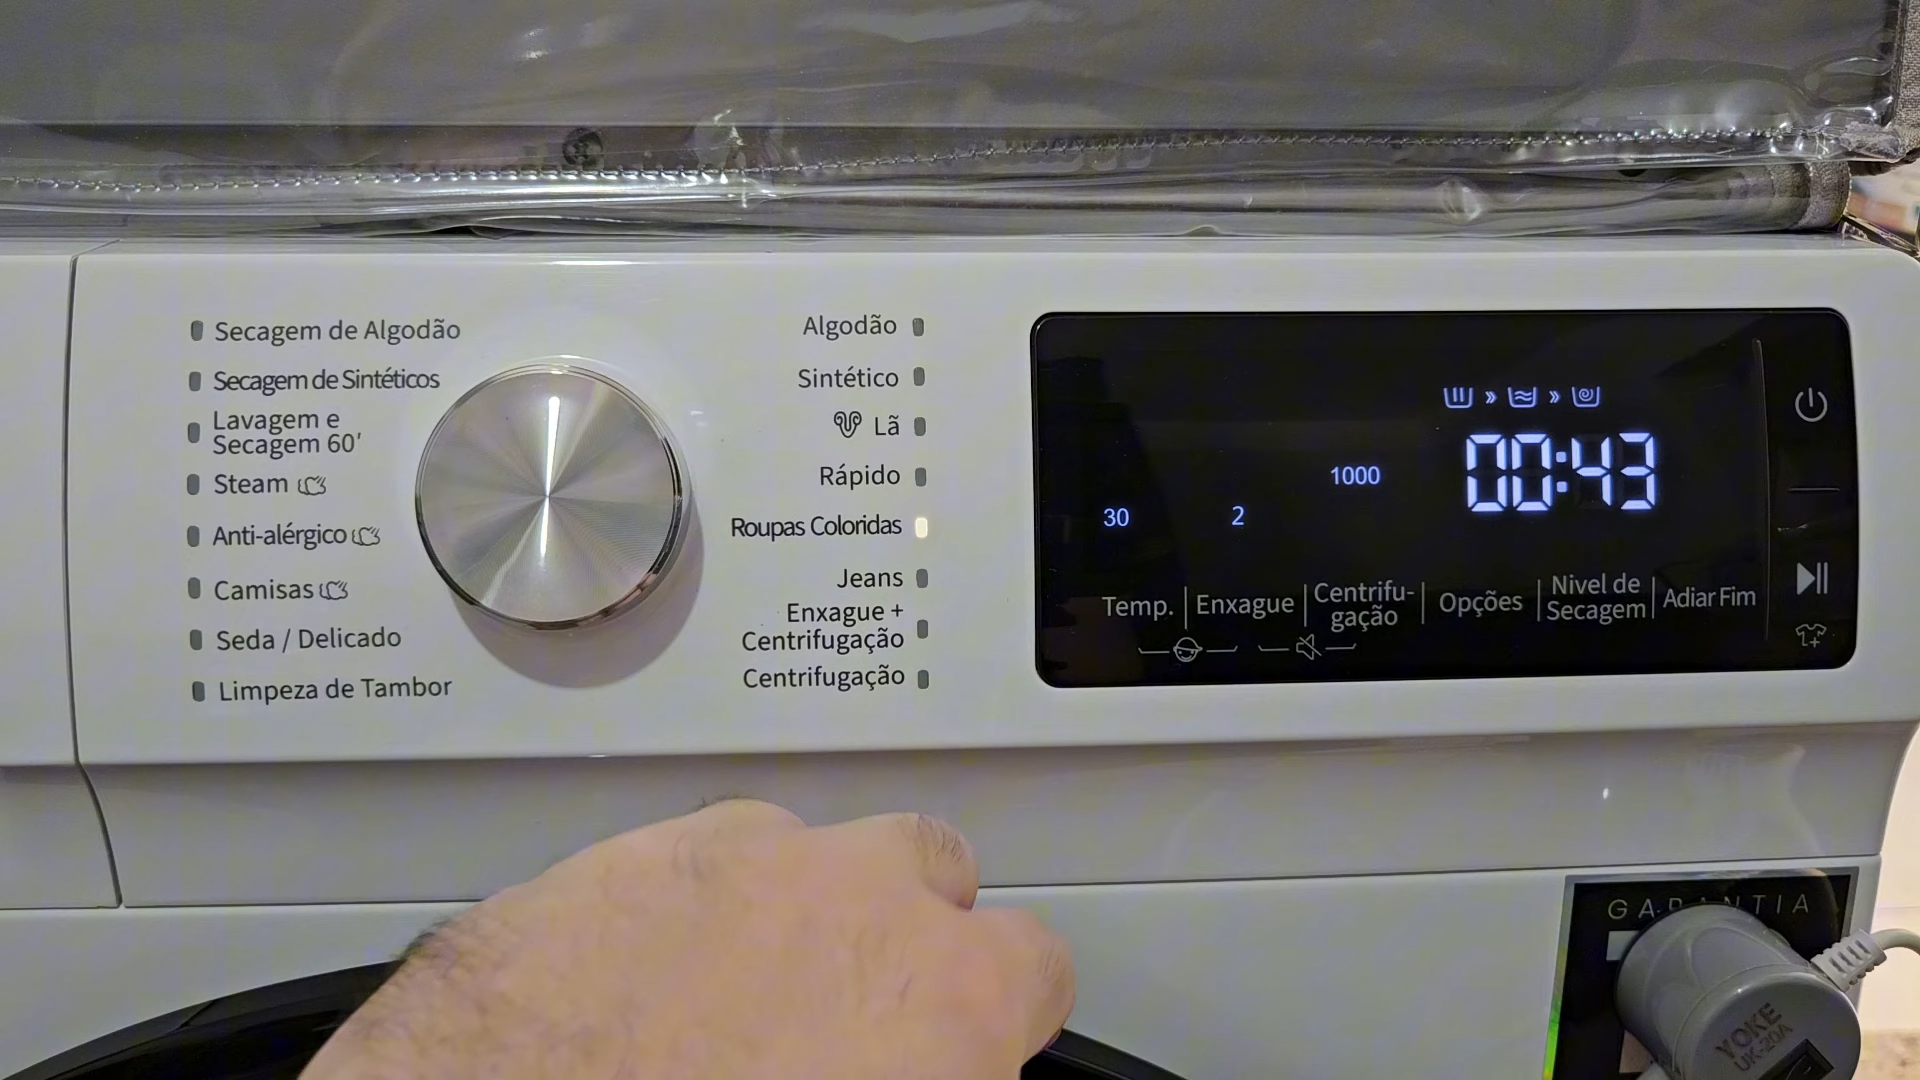 Secagem de Algodão
Secagem de Sintéticos
Lavagem e
Secagem 60'
Steam
Anti-alérgico
Camisas
Seda / Delicado
Limpeza de Tambor
Algodão
Sintético
Lã
Rápido
Roupas Coloridas
Jeans
Enxague +
Centrifugação
Centrifugação
00:43
1000
30
2
Temp.
Enxague
Centrifu-
gação
Opções
Nivel de
Secagem
Adiar Fim
GARANTIA
YOKE
UK-20A